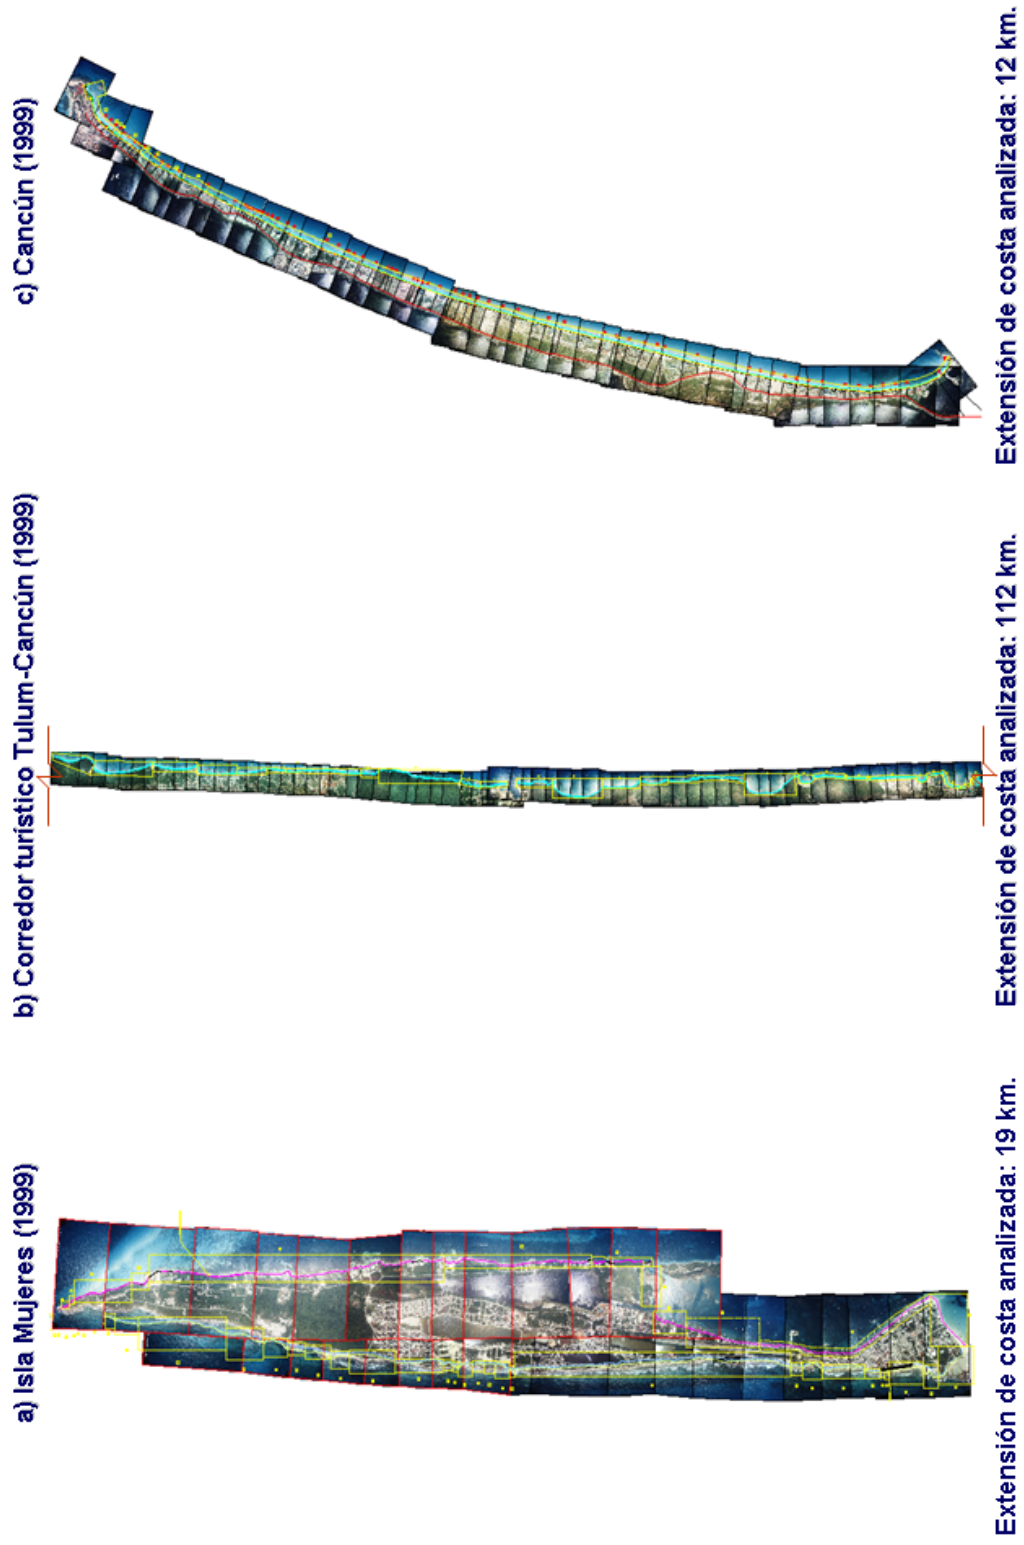 a) Isla Mujeres (1999)
Extensión de costa analizada: 19 km.
b) Corredor turístico Tulum-Cancún (1999)
Extensión de costa analizada: 112 km.
c) Cancún (1999)
Extensión de costa analizada: 12 km.